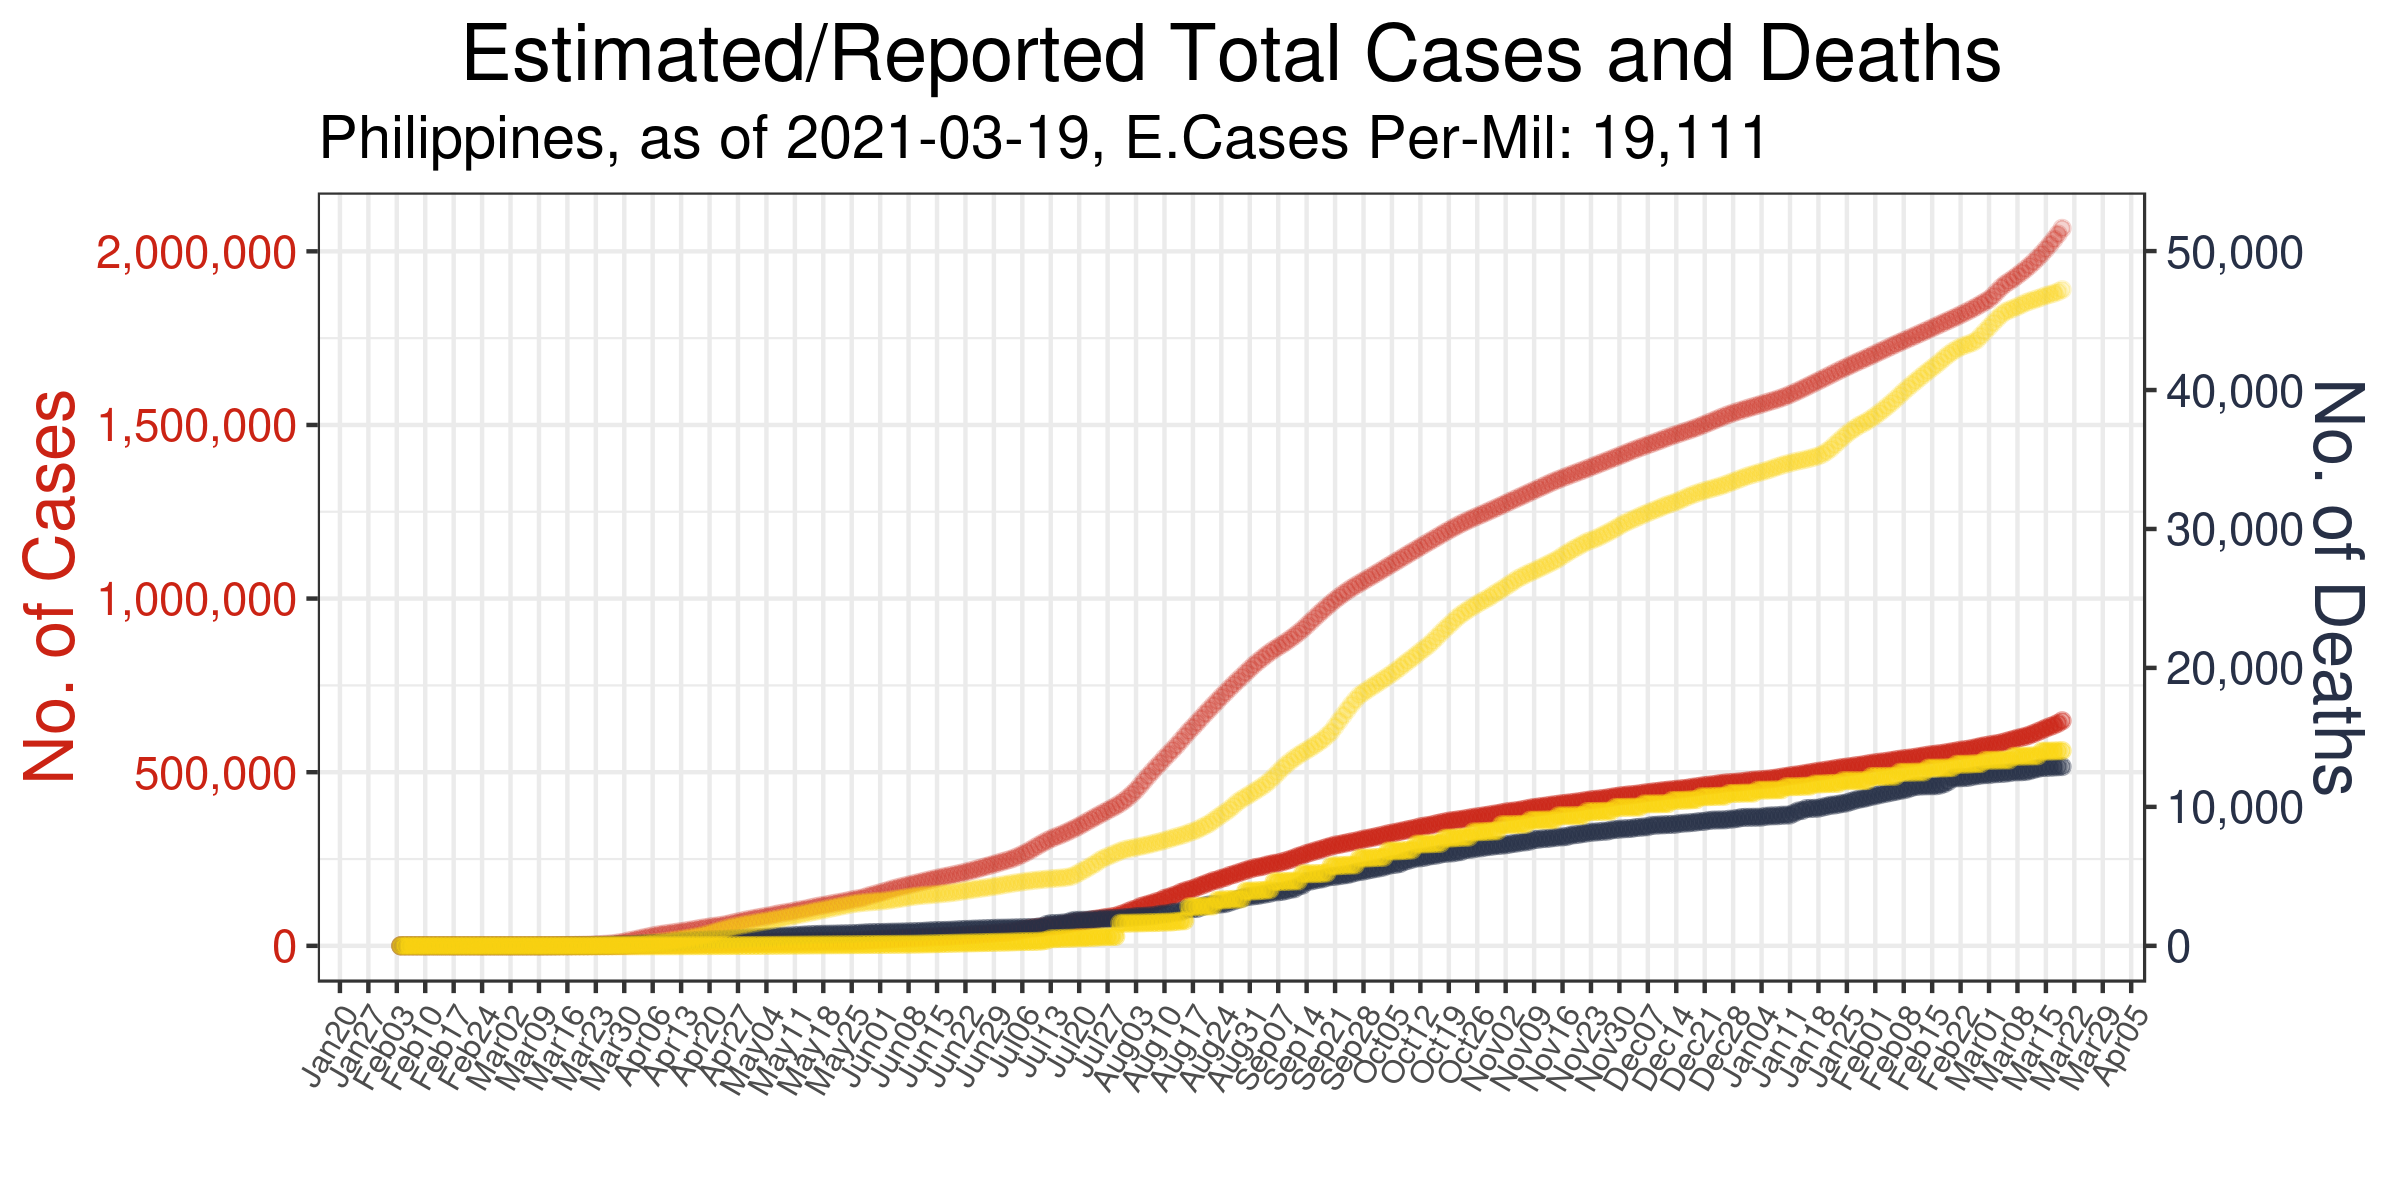 Estimated/Reported Total Cases and Deaths
Philippines, as of 2021-03-19, E.Cases Per-Mil: 19,111
No. of Cases
2,000,000
1,500,000
1,000,000
500,000
0
50,000
40,000
30,000
20,000
10,000
0
No. of Deaths
Jan20
Jan27
Feb03
Feb10
Feb17
Feb24
Mar02
Mar09
Mar16
Mar23
Mar30
Apr06
Apr13
Apr20
Apr27
May04
May11
May18
May25
Jun01
Jun08
Jun15
Jun22
Jun29
Jul06
Jul13
Jul20
Jul27
Aug03
Aug10
Aug17
Aug24
Aug31
Sep07
Sep14
Sep21
Sep28
Oct05
Oct12
Oct19
Oct26
Nov02
Nov09
Nov16
Nov23
Nov30
Dec07
Dec14
Dec21
Dec28
Jan04
Jan11
Jan18
Jan25
Feb01
Feb08
Feb15
Feb22
Mar01
Mar08
Mar15
Mar22
Mar29
Apr05